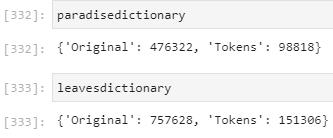 [332]: paradisedictionary
[332]: {'Original': 476322, 'Tokens': 98818}
[333]: leavesdictionary
[333]: {'Original': 757628, 'Tokens': 151306}